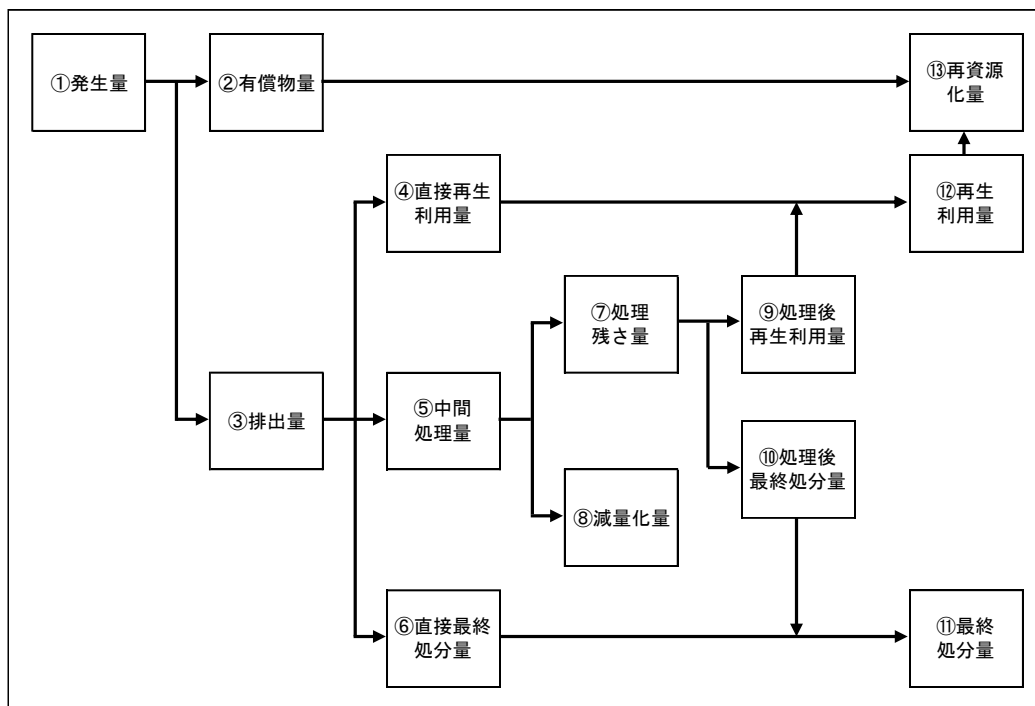 ①発生量
②有償物量
⑬再資源
化量
④直接再生
利用量
⑫再生
利用量
⑦処理
残さ量
⑨処理後
再生利用量
③排出量
⑤中間
処理量
⑩処理後
最終処分量
⑧減量化量
⑥直接最終
処分量
⑪最終
処分量